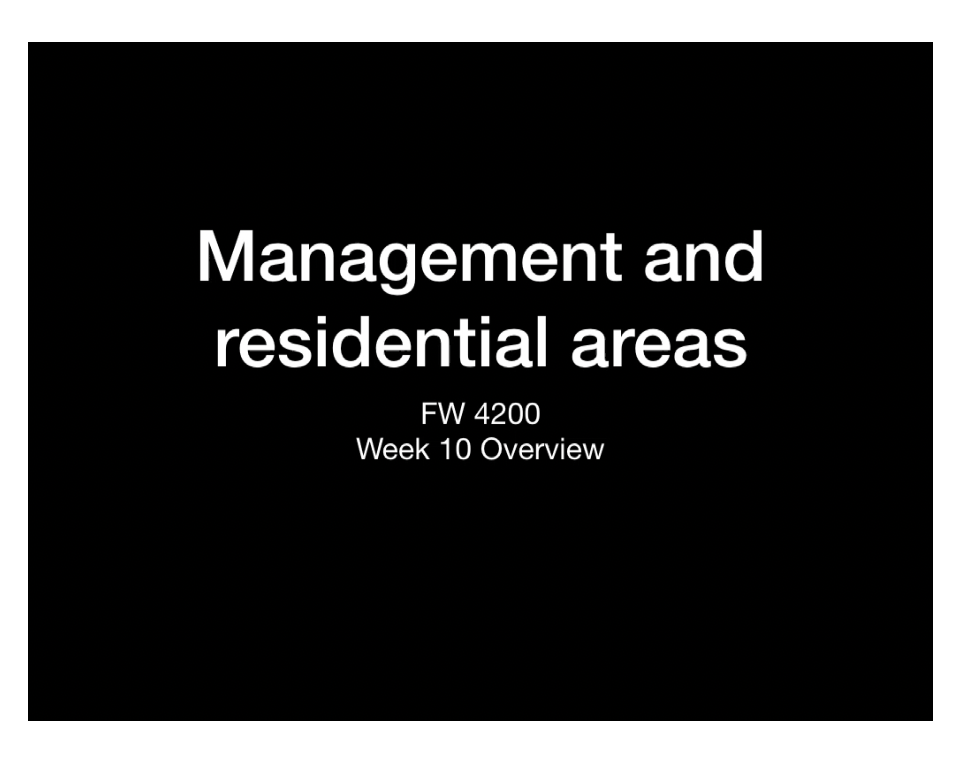 Management and
residential areas
FW 4200
Week 10 Overview